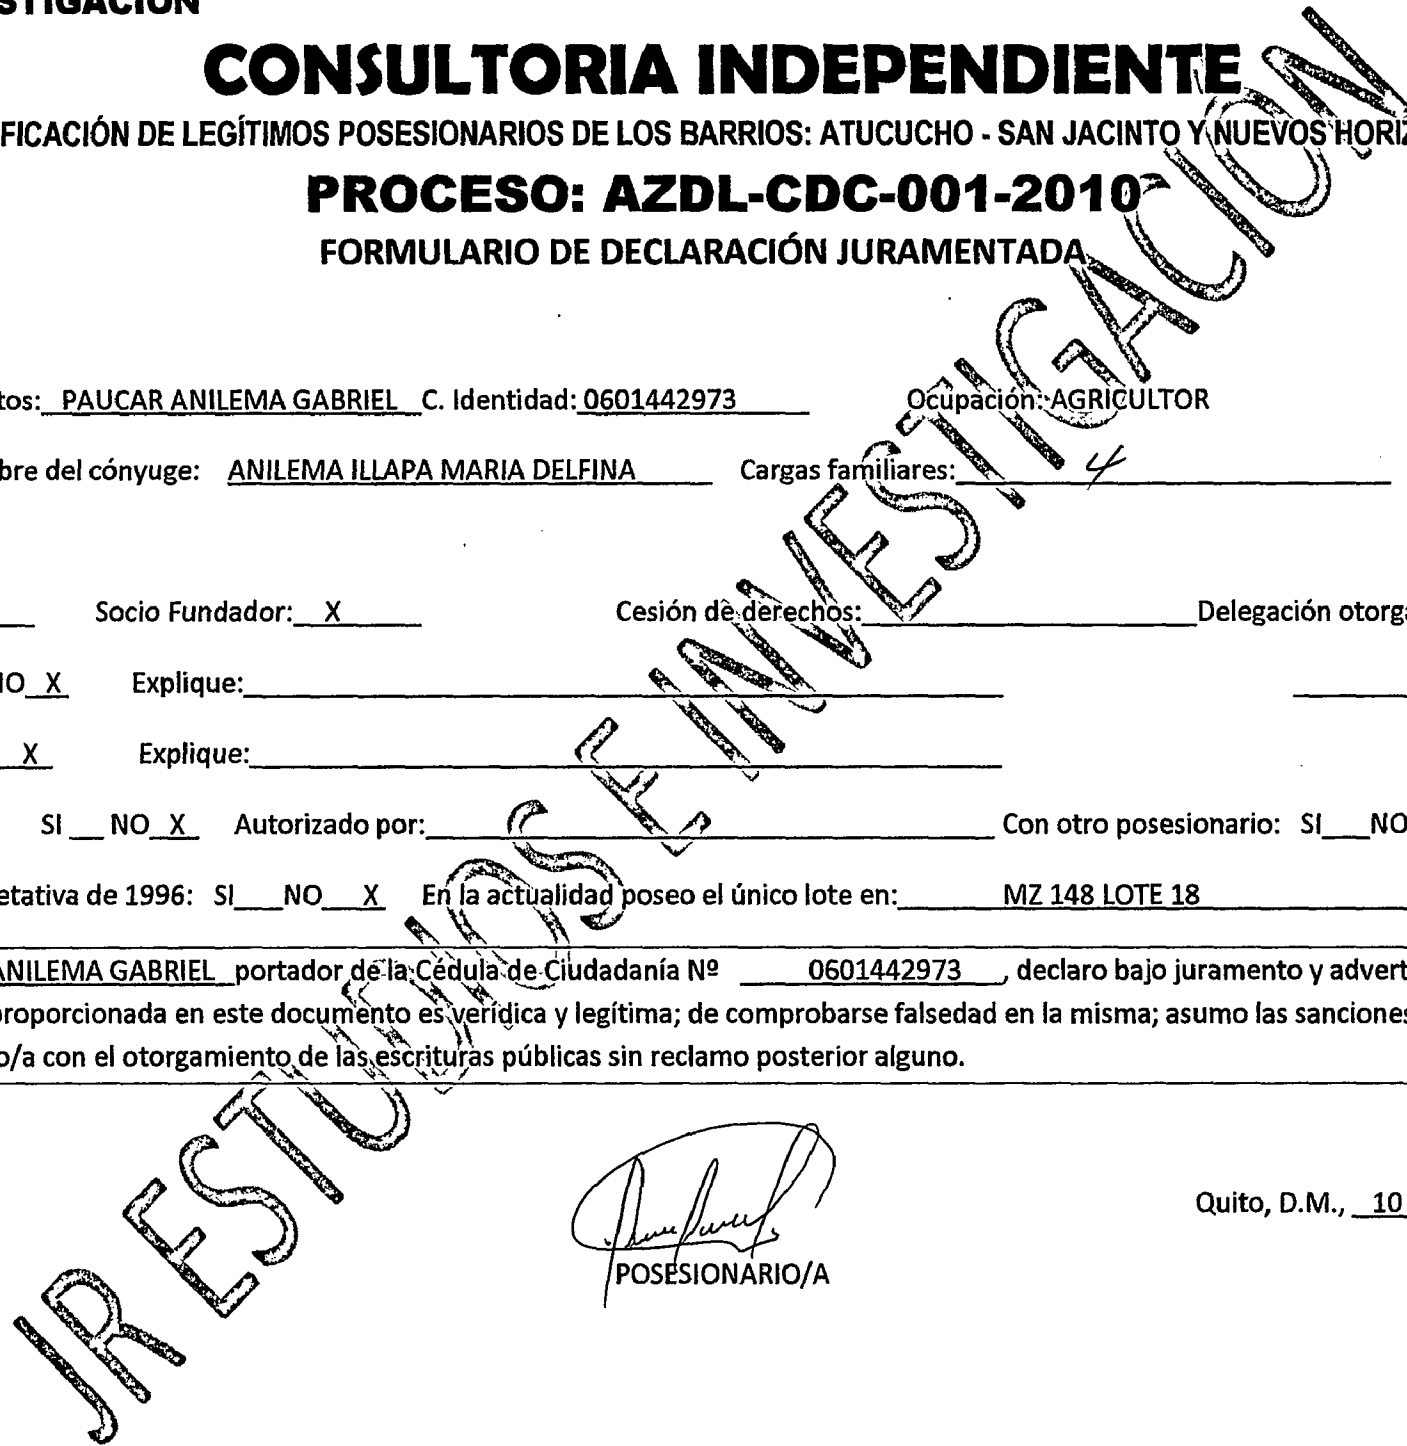 STIGACIÓN
CONSULTORIA INDEPENDIENTE
FICACIÓN DE LEGÍTIMOS POSESIONARIOS DE LOS BARRIOS: ATUCUCHO - SAN JACINTO Y NUEVOS HORIZ
PROCESO: AZDL-CDC-001-2010
FORMULARIO DE DECLARACIÓN JURAMENTADA
tos: PAUCAR ANILEMA GABRIEL C. Identidad: 0601442973 Ocupación: AGRICULTOR
bre del cónyuge: ANILEMA ILLAPA MARIA DELFINA Cargas familiares: 4
Socio Fundador: X Cesión de derechos: Delegación otorga
IO X Explique:
X Explique:
SI NO X Autorizado por: Con otro posesionario: SI NO
etativa de 1996: SI NO X En la actualidad poseo el único lote en: MZ 148 LOTE 18
ANILEMA GABRIEL portador de la Cédula de Ciudadanía Nº 0601442973 , declaro bajo juramento y advert
proporcionada en este documento es verídica y legítima; de comprobarse falsedad en la misma; asumo las sanciones
o/a con el otorgamiento de las escrituras públicas sin reclamo posterior alguno.
Quito, D.M., 10
POSESIONARIO/A
JR ESTUDIOS E INVESTIGACION